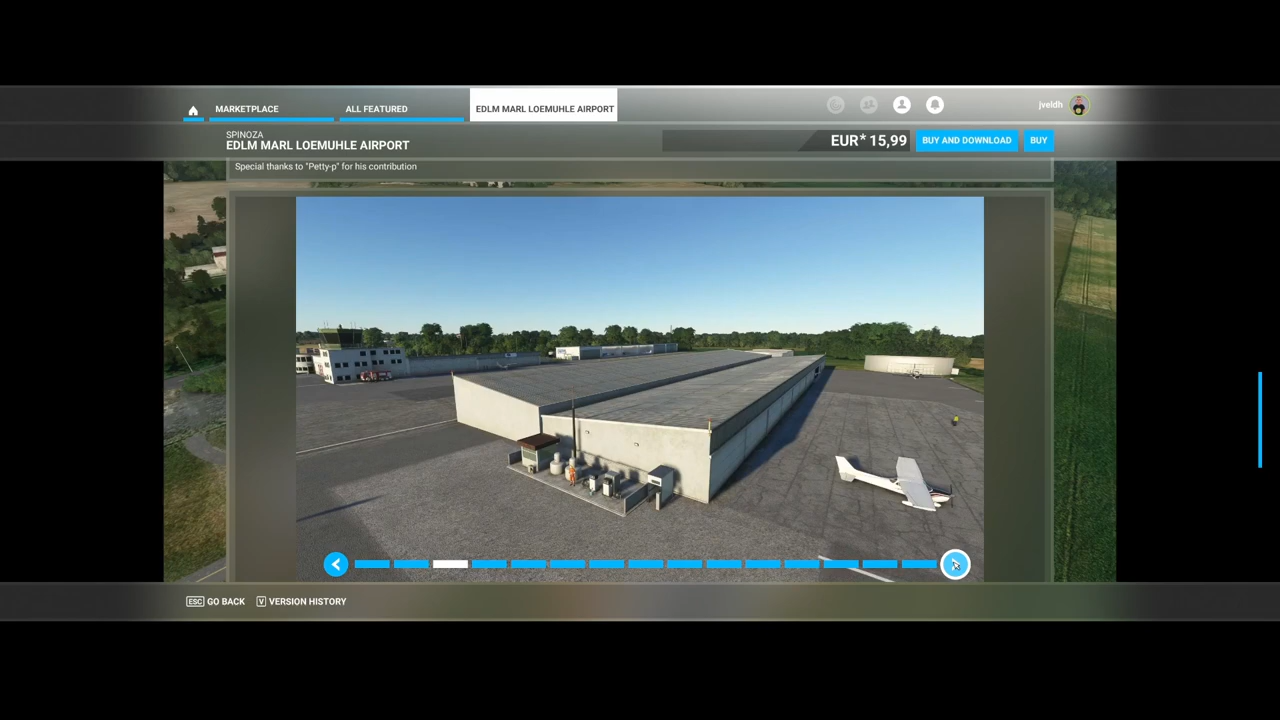 MARKETPLACE
ALL FEATURED
EDLM MARL LOEMUHLE AIRPORT
jveldh
SPINOZA
EDLM MARL LOEMUHLE AIRPORT
EUR* 15,99
BUY AND DOWNLOAD
BUY
Special thanks to "Petty-p" for his contribution
ESC GO BACK
V VERSION HISTORY